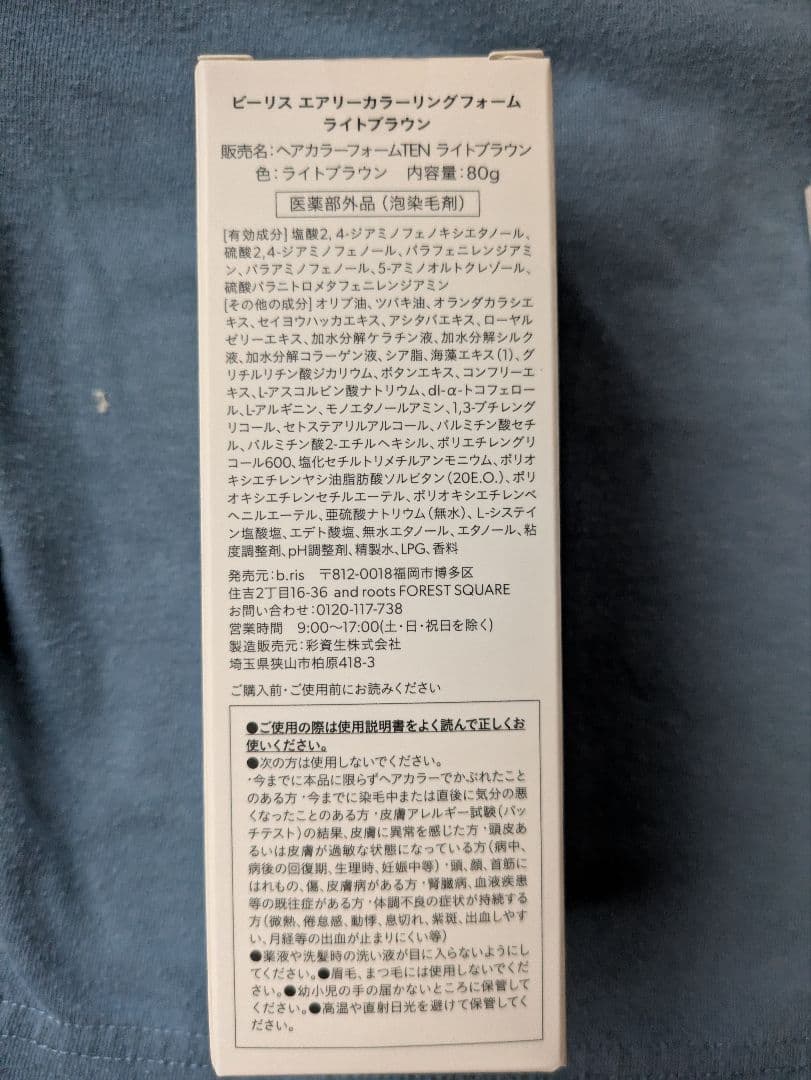 ビーリス エアリーカラーリングフォーム
ライトブラウン
販売名:ヘアカラーフォームTEN ライトブラウン
色:ライトブラウン 内容量:80g
医薬部外品(泡染毛剤)
[有効成分]塩酸2,4-ジアミノフェノキシエタノール、
硫酸2,4-ジアミノフェノール、パラフェニレンジアミ
ン、パラアミノフェノール、5-アミノオルトクレゾール、
硫酸パラニトロメタフェニレンジアミン
[その他の成分]オリブ油、ツバキ油、オランダカラシエ
キス、セイヨウハッカエキス、アシタバエキス、ローヤル
ゼリーエキス、加水分解ケラチン液、加水分解シルク
液、加水分解コラーゲン液、シア脂、海藻エキス(1)、グ
リチルリチン酸ジカリウム、ボタンエキス、コンフリーエ
キス、L-アスコルビン酸ナトリウム、dl-α-トコフェロー
ル、L-アルギニン、モノエタノールアミン、1,3-ブチレング
リコール、セトステアリルアルコール、パルミチン酸セチ
ル、パルミチン酸2-エチルヘキシル、ポリエチレングリ
コール600、塩化セチルトリメチルアンモニウム、ポリオ
キシエチレンヤシ油脂肪酸ソルビタン(20E.O.)、ポリ
オキシエチレンセチルエーテル、ポリオキシエチレンベ
ヘニルエーテル、亜硫酸ナトリウム(無水)、L-システイ
ン塩酸塩、エデト酸塩、無水エタノール、エタノール、粘
度調整剤、pH調整剤、精製水、LPG、香料
発売元:b.ris 〒812-0018福岡市博多区
住吉2丁目16-36 and roots FOREST SQUARE
お問い合わせ:0120-117-738
営業時間 9:00〜17:00(土・日・祝日を除く)
製造販売元:彩資生株式会社
埼玉県狭山市柏原418-3
ご購入前・ご使用前にお読みください
●ご使用の際は使用説明書をよく読んで正しくお
使いください。
●次の方は使用しないでください。
・今までに本品に限らずヘアカラーでかぶれたこと
のある方・今までに染毛中または直後に気分の悪
くなったことのある方・皮膚アレルギー試験(パッ
チテスト)の結果、皮膚に異常を感じた方・頭皮あ
るいは皮膚が過敏な状態になっている方(病中、
病後の回復期、生理時、妊娠中等)・頭、顔、首筋に
はれもの、傷、皮膚病がある方・腎臓病、血液疾患
等の既往症がある方・体調不良の症状が持続する
方(微熱、倦怠感、動悸、息切れ、紫斑、出血しやす
い、月経等の出血が止まりにくい等)
●薬液や洗髪時の洗い液が目に入らないようにし
てください。●眉毛、まつ毛には使用しないでくだ
さい。●幼小児の手の届かないところに保管して
ください。●高温や直射日光を避けて保管してく
ださい。